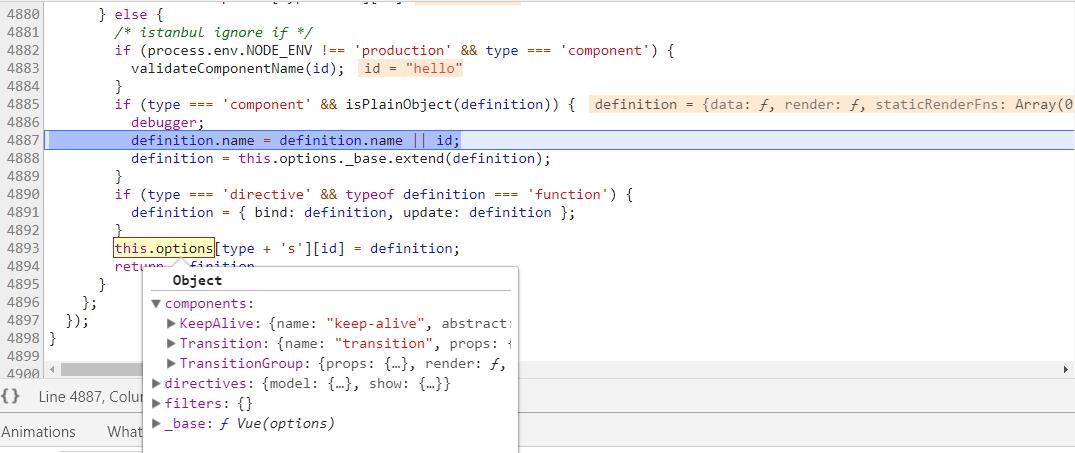 4880 } else {
4881 /* istanbul ignore if */
4882 if (process.env.NODE_ENV !== 'production' && type === 'component') {
4883 validateComponentName(id); id = "hello"
4884 }
4885 if (type === 'component' && isPlainObject(definition)) { definition = {data: ƒ, render: ƒ, staticRenderFns: Array(0
4886 debugger;
4887 definition.name = definition.name || id;
4888 definition = this.options._base.extend(definition);
4889 }
4890 if (type === 'directive' && typeof definition === 'function') {
4891 definition = { bind: definition, update: definition };
4892 }
4893 this.options[type + 's'][id] = definition;
4894 return finition
4895 }
4896 };
4897 });
4898 }
4899
4900
Object
▼components:
▶KeepAlive: {name: "keep-alive", abstract:
▶Transition: {name: "transition", props: {
▶TransitionGroup: {props: {…}, render: ƒ,
▶directives: {model: {…}, show: {…}}
▶filters: {}
▶_base: ƒ Vue(options)
{} Line 4887, Colu
Animations What